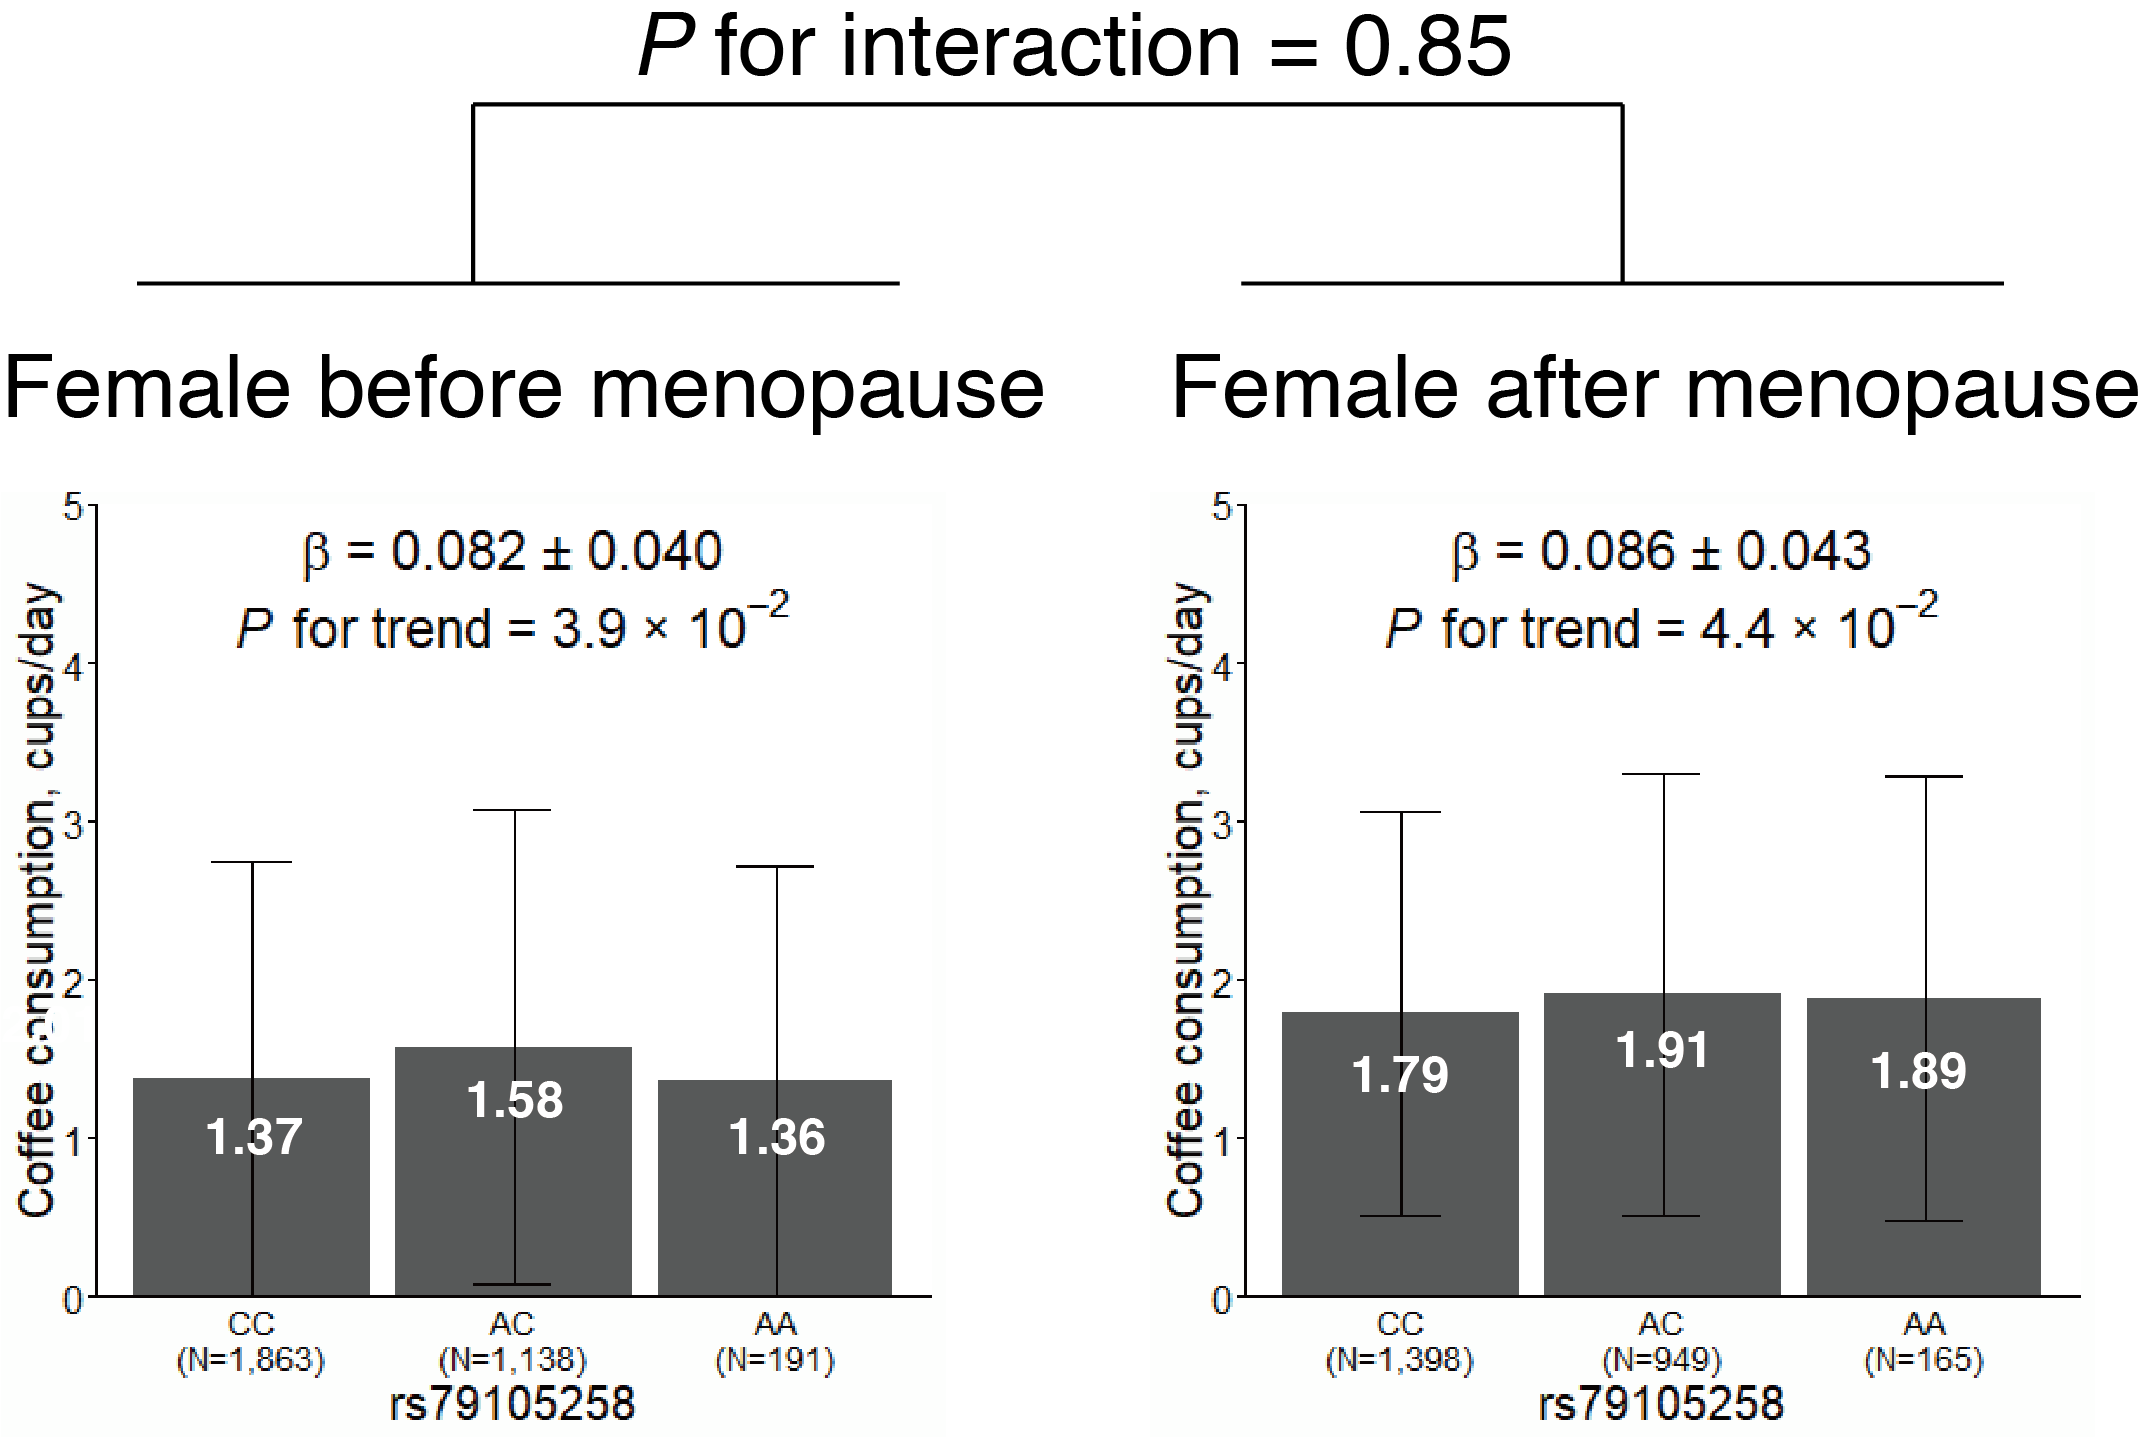 P for interaction = 0.85
Female before menopause
Female after menopause
β = 0.082 ± 0.040
P for trend = 3.9 × 10⁻²
Coffee consumption, cups/day
5
4
3
2
1
0
1.37
1.58
1.36
CC
AC
AA
(N=1,863)
(N=1,138)
(N=191)
rs79105258
β = 0.086 ± 0.043
P for trend = 4.4 × 10⁻²
Coffee consumption, cups/day
5
4
3
2
1
0
1.79
1.91
1.89
CC
AC
AA
(N=1,398)
(N=949)
(N=165)
rs79105258